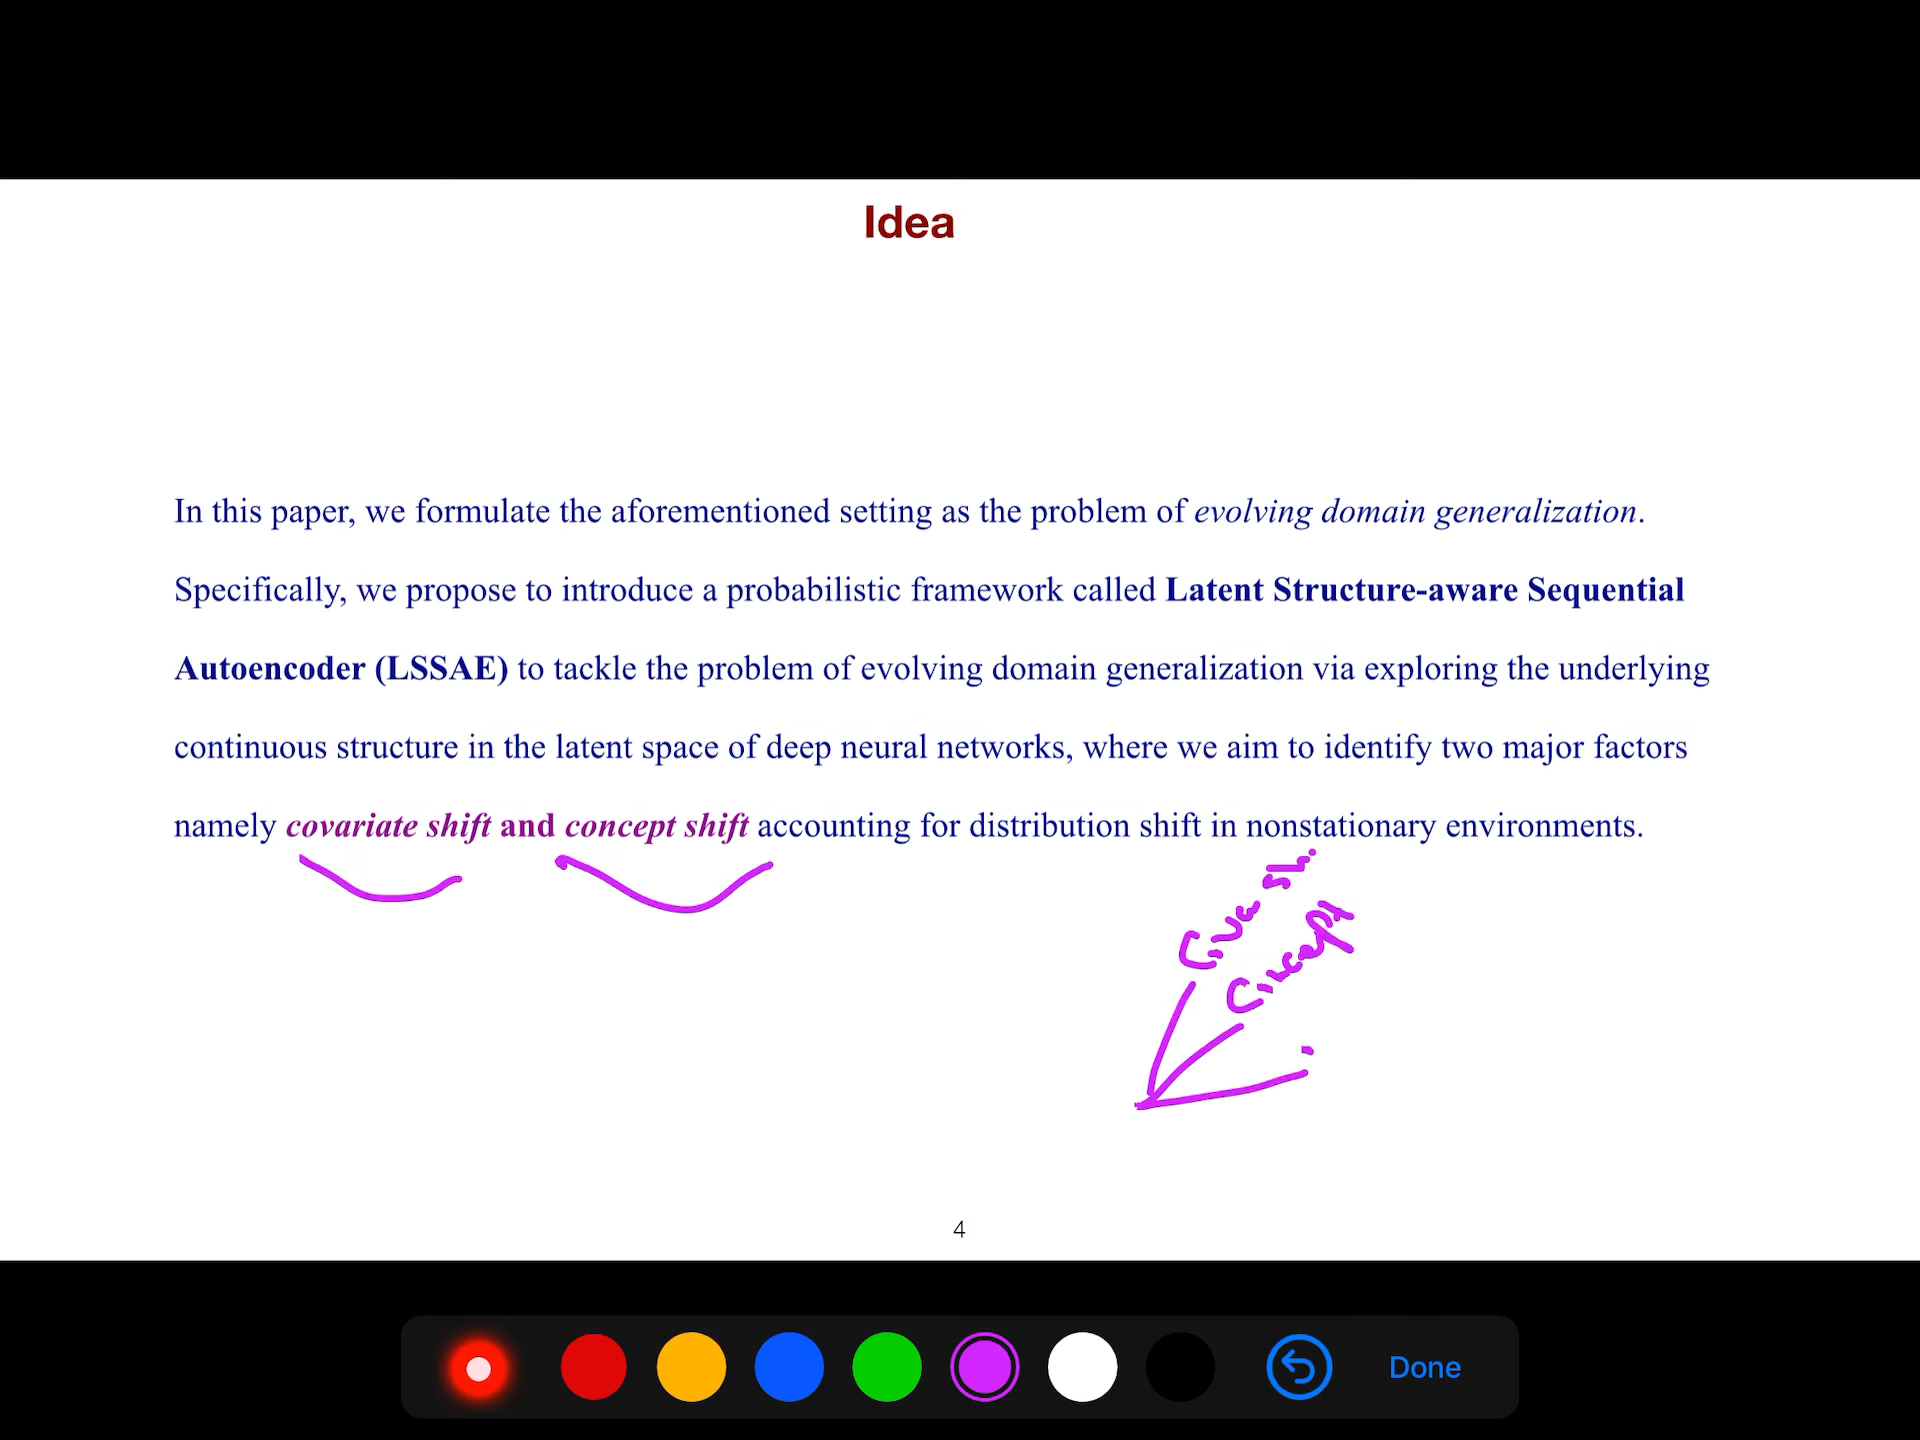 Idea
In this paper, we formulate the aforementioned setting as the problem of evolving domain generalization.
Specifically, we propose to introduce a probabilistic framework called Latent Structure-aware Sequential
Autoencoder (LSSAE) to tackle the problem of evolving domain generalization via exploring the underlying
continuous structure in the latent space of deep neural networks, where we aim to identify two major factors
namely covariate shift and concept shift accounting for distribution shift in nonstationary environments.
Concept
4
Done